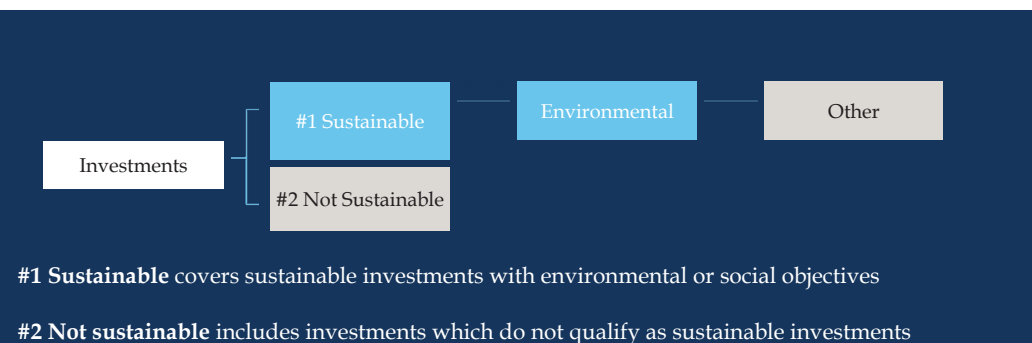 #1 Sustainable
Environmental
Other
Investments
#2 Not Sustainable
#1 Sustainable covers sustainable investments with environmental or social objectives
#2 Not sustainable includes investments which do not qualify as sustainable investments